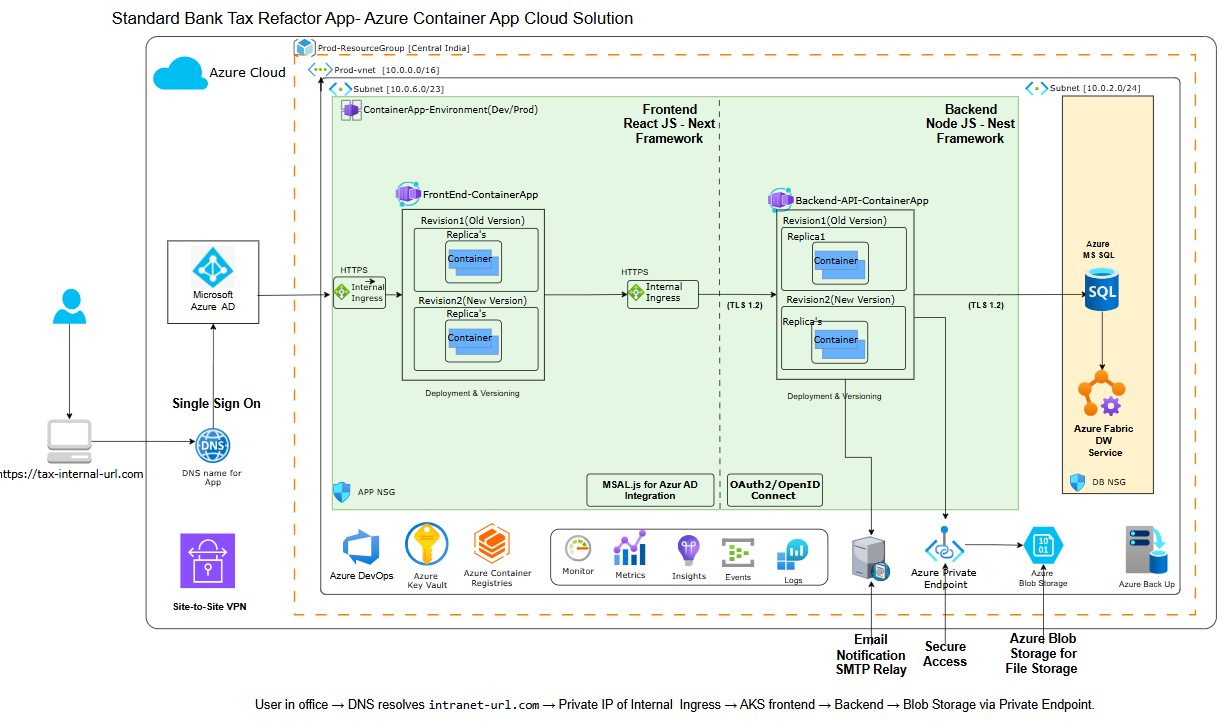 Standard Bank Tax Refactor App- Azure Container App Cloud Solution
Azure Cloud
Prod-ResourceGroup [Central India]
Prod-vnet [10.0.0.0/16]
Subnet [10.0.6.0/23]
Subnet [10.0.2.0/24]
ContainerApp-Environment(Dev/Prod)
Frontend
React JS - Next
Framework
Backend
Node JS - Nest
Framework
FrontEnd-ContainerApp
Revision1(Old Version)
Replica's
Container
Revision2(New Version)
Replica's
Container
Deployment & Versioning
Backend-API-ContainerApp
Revision1(Old Version)
Replica1
Container
Revision2(New Version)
Replica's
Container
Deployment & Versioning
HTTPS
Internal
Ingress
HTTPS
Internal
Ingress
(TLS 1.2)
(TLS 1.2)
Azure
MS SQL
SQL
Azure Fabric
DW
Service
DB NSG
Microsoft
Azure AD
Single Sign On
DNS
DNS name for
App
https://tax-internal-url.com
APP NSG
MSAL.js for Azur AD
Integration
OAuth2/OpenID
Connect
Site-to-Site VPN
Azure DevOps
Azure
Key Vault
Azure Container
Registries
Monitor
Metrics
Insights
Events
Logs
Azure Private
Endpoint
10
01
Azure
Blob Storage
Azure Back Up
Email
Notification
SMTP Relay
Secure
Access
Azure Blob
Storage for
File Storage
User in office → DNS resolves intranet-url.com → Private IP of Internal Ingress → AKS frontend → Backend → Blob Storage via Private Endpoint.